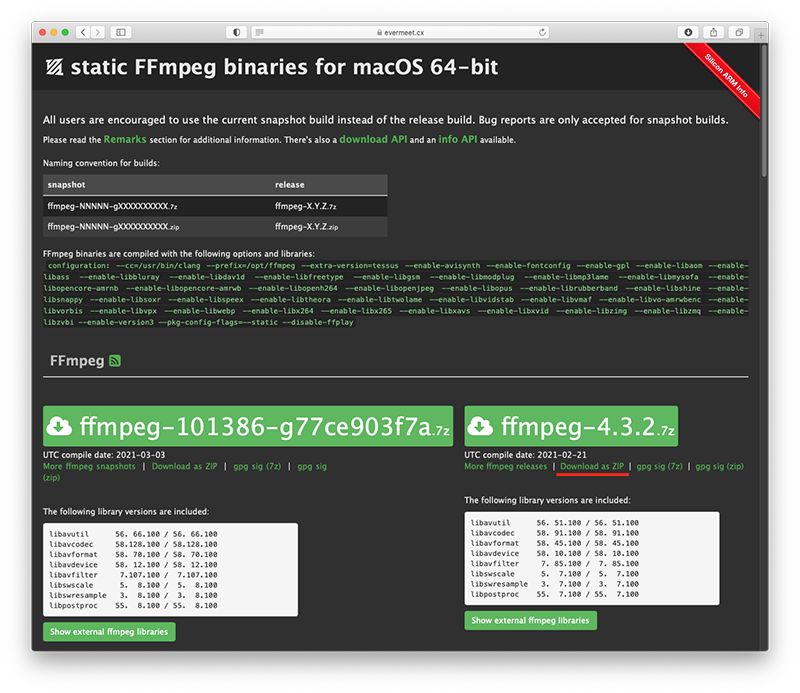 evermeet.cx
Silicon ARM Info
static FFmpeg binaries for macOS 64-bit
All users are encouraged to use the current snapshot build instead of the release build. Bug reports are only accepted for snapshot builds.
Please read the Remarks section for additional information. There's also a download API and an info API available.
Naming convention for builds:
snapshot release
ffmpeg-NNNNN-gXXXXXXXXXX.7z ffmpeg-X.Y.Z.7z
ffmpeg-NNNNN-gXXXXXXXXXX.zip ffmpeg-X.Y.Z.zip
FFmpeg binaries are compiled with the following options and libraries:
configuration: --cc=/usr/bin/clang --prefix=/opt/ffmpeg --extra-version=tessus --enable-avisynth --enable-fontconfig --enable-gpl --enable-libaom --enable-
libass --enable-libbluray --enable-libdav1d --enable-libfreetype --enable-libgsm --enable-libmodplug --enable-libmp3lame --enable-libmysofa --enable-
libopencore-amrnb --enable-libopencore-amrwb --enable-libopenh264 --enable-libopenjpeg --enable-libopus --enable-librubberband --enable-libshine --enable-
libsnappy --enable-libsoxr --enable-libspeex --enable-libtheora --enable-libtwolame --enable-libvidstab --enable-libvmaf --enable-libvo-amrwbenc --enable-
libvorbis --enable-libvpx --enable-libwebp --enable-libx264 --enable-libx265 --enable-libxavs --enable-libxvid --enable-libzimg --enable-libzmq --enable-
libzvbi --enable-version3 --pkg-config-flags=--static --disable-ffplay
FFmpeg
ffmpeg-101386-g77ce903f7a.7z
UTC compile date: 2021-03-03
More ffmpeg snapshots | Download as ZIP | gpg sig (7z) | gpg sig
(zip)
The following library versions are included:
libavutil 56. 66.100 / 56. 66.100
libavcodec 58.128.100 / 58.128.100
libavformat 58. 70.100 / 58. 70.100
libavdevice 58. 12.100 / 58. 12.100
libavfilter 7.107.100 / 7.107.100
libswscale 5. 8.100 / 5. 8.100
libswresample 3. 8.100 / 3. 8.100
libpostproc 55. 8.100 / 55. 8.100
Show external ffmpeg libraries
ffmpeg-4.3.2.7z
UTC compile date: 2021-02-21
More ffmpeg releases | Download as ZIP | gpg sig (7z) | gpg sig (zip)
The following library versions are included:
libavutil 56. 51.100 / 56. 51.100
libavcodec 58. 91.100 / 58. 91.100
libavformat 58. 45.100 / 58. 45.100
libavdevice 58. 10.100 / 58. 10.100
libavfilter 7. 85.100 / 7. 85.100
libswscale 5. 7.100 / 5. 7.100
libswresample 3. 7.100 / 3. 7.100
libpostproc 55. 7.100 / 55. 7.100
Show external ffmpeg libraries